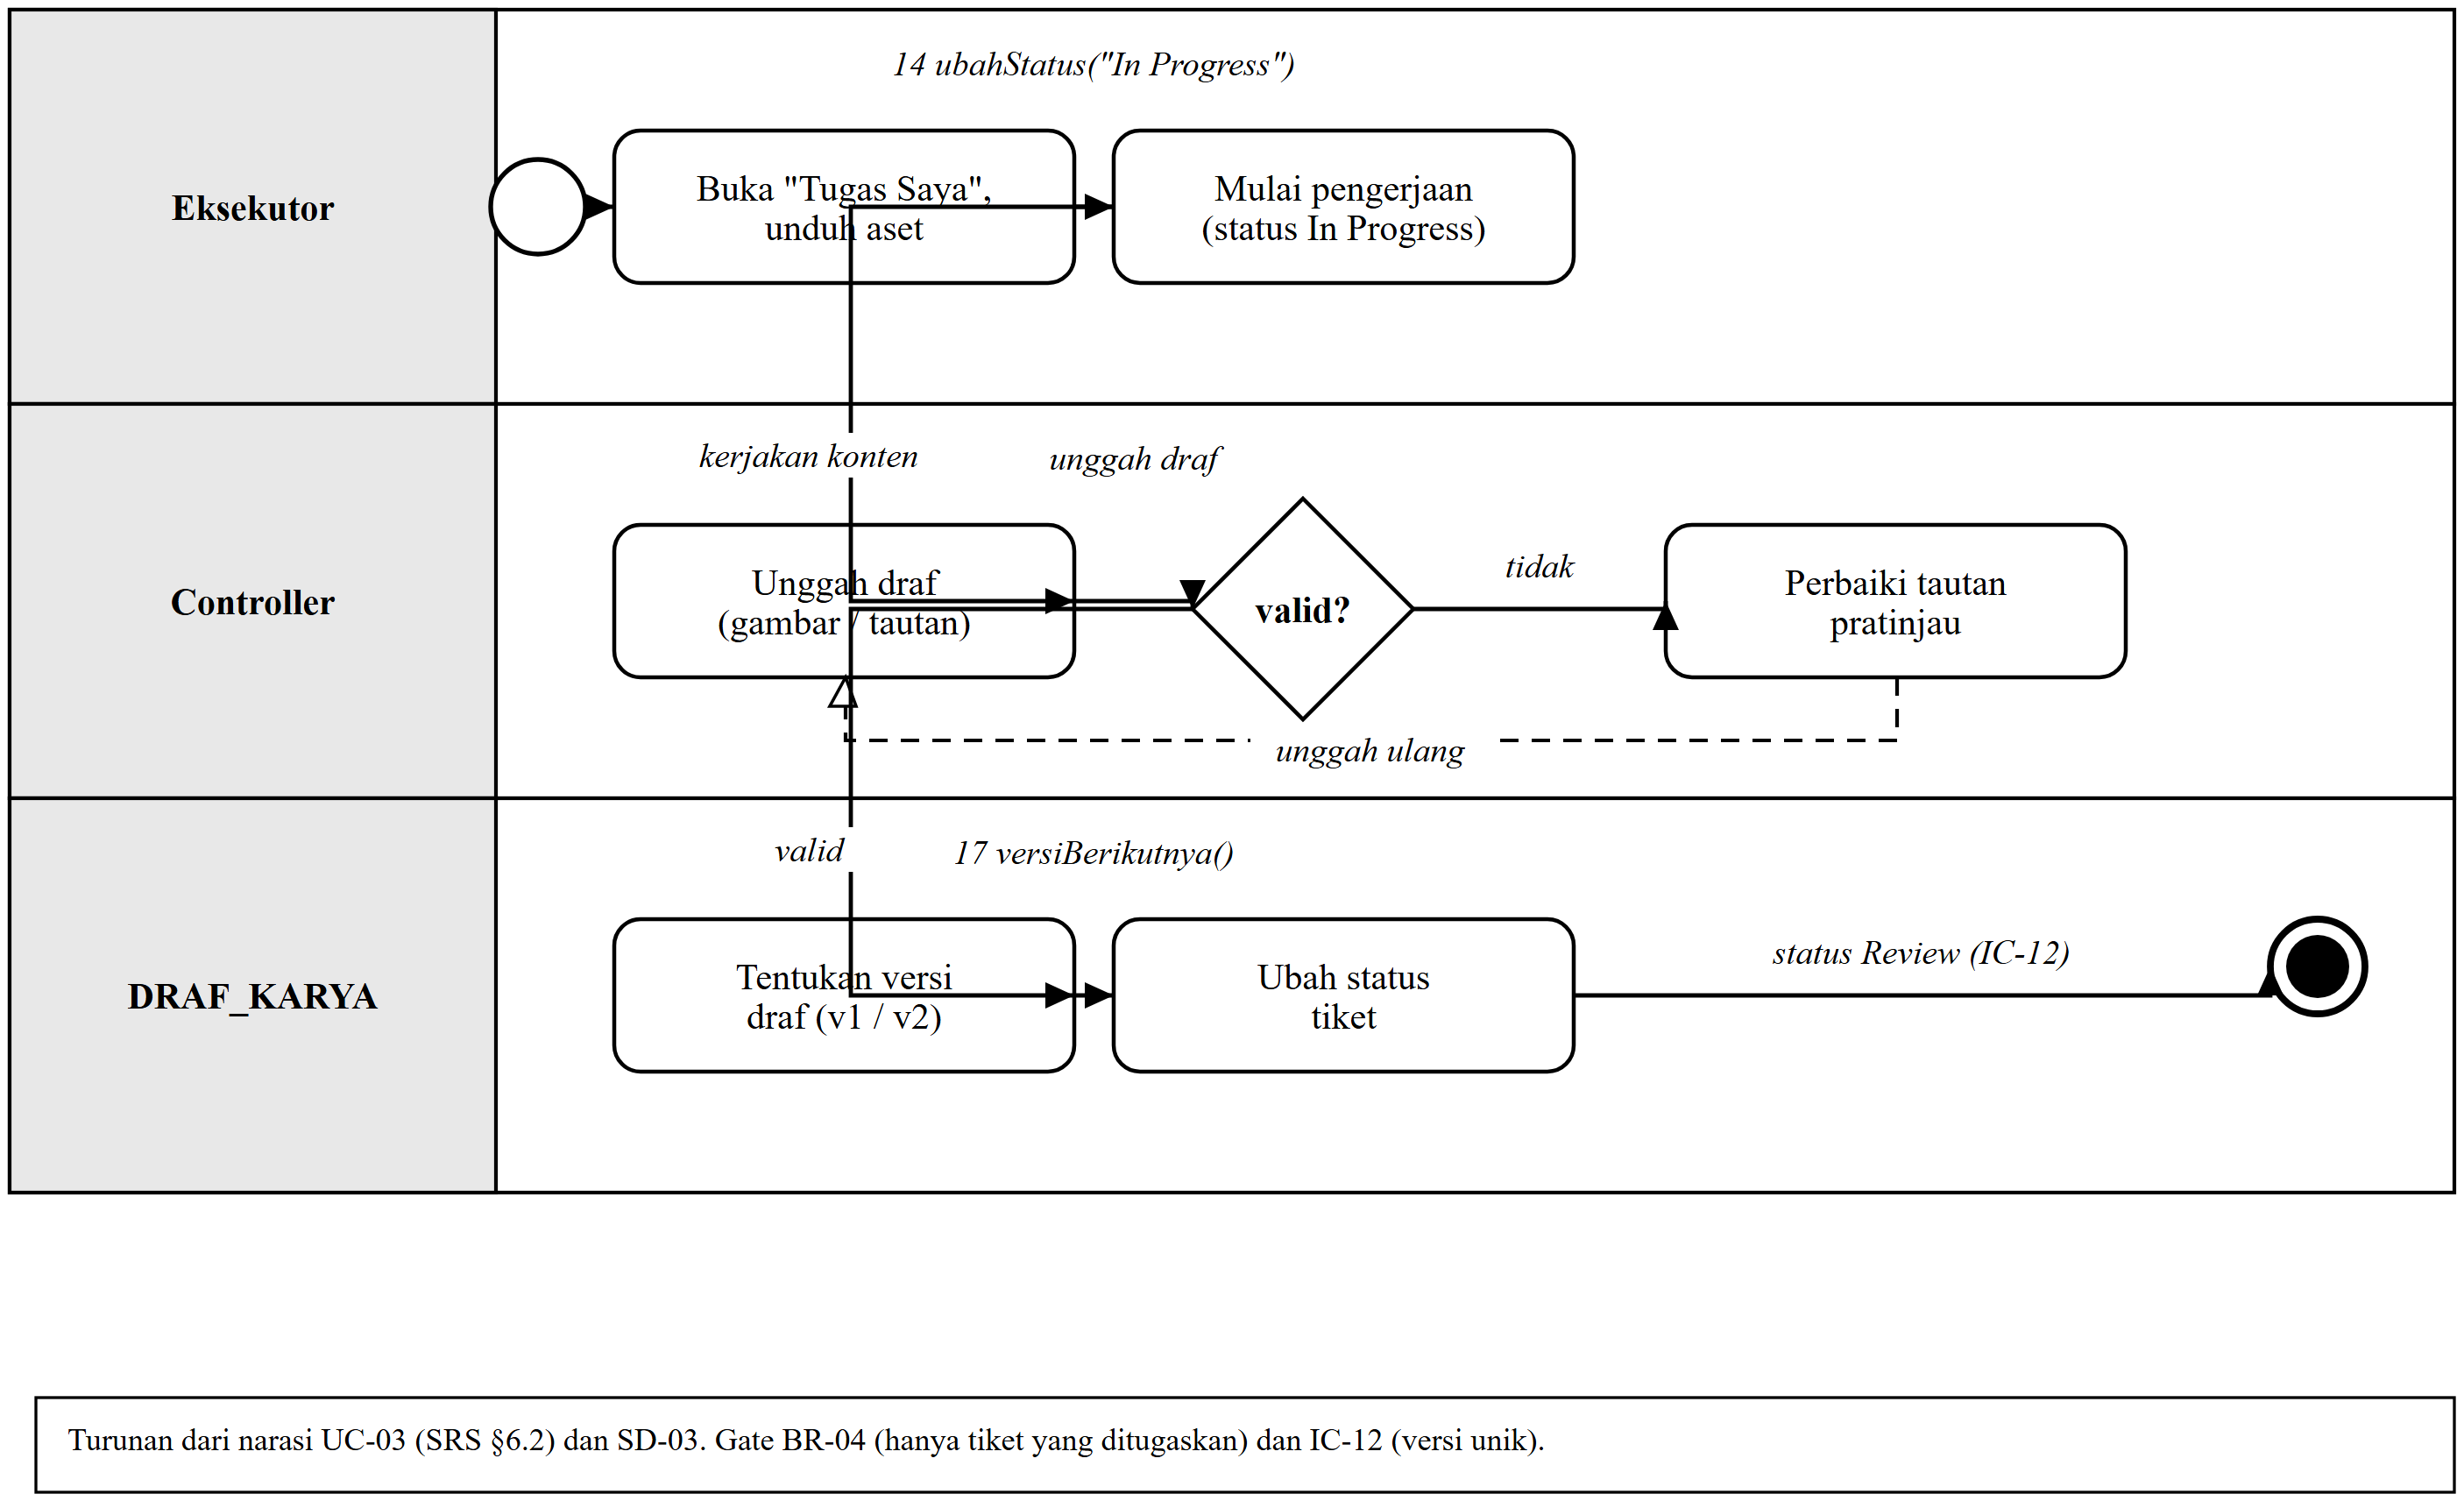 14 ubahStatus("In Progress")
Eksekutor
Buka "Tugas Saya",
unduh aset
Mulai pengerjaan
(status In Progress)
kerjakan konten
unggah draf
Controller
Unggah draf
(gambar / tautan)
valid?
tidak
Perbaiki tautan
pratinjau
unggah ulang
valid
17 versiBerikutnya()
DRAF_KARYA
Tentukan versi
draf (v1 / v2)
Ubah status
tiket
status Review (IC-12)
Turunan dari narasi UC-03 (SRS §6.2) dan SD-03. Gate BR-04 (hanya tiket yang ditugaskan) dan IC-12 (versi unik).